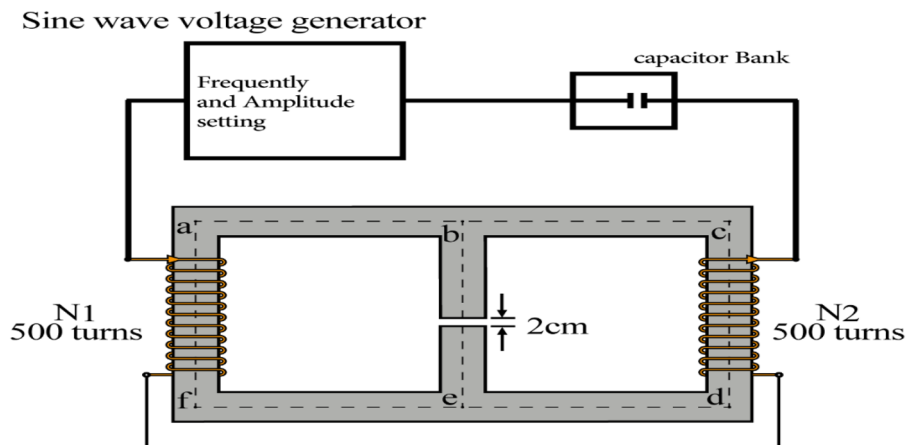 Sine wave voltage generator
capacitor Bank
Frequently
and Amplitude
setting
a
b
c
N1
500 turns
2cm
N2
500 turns
f
e
d